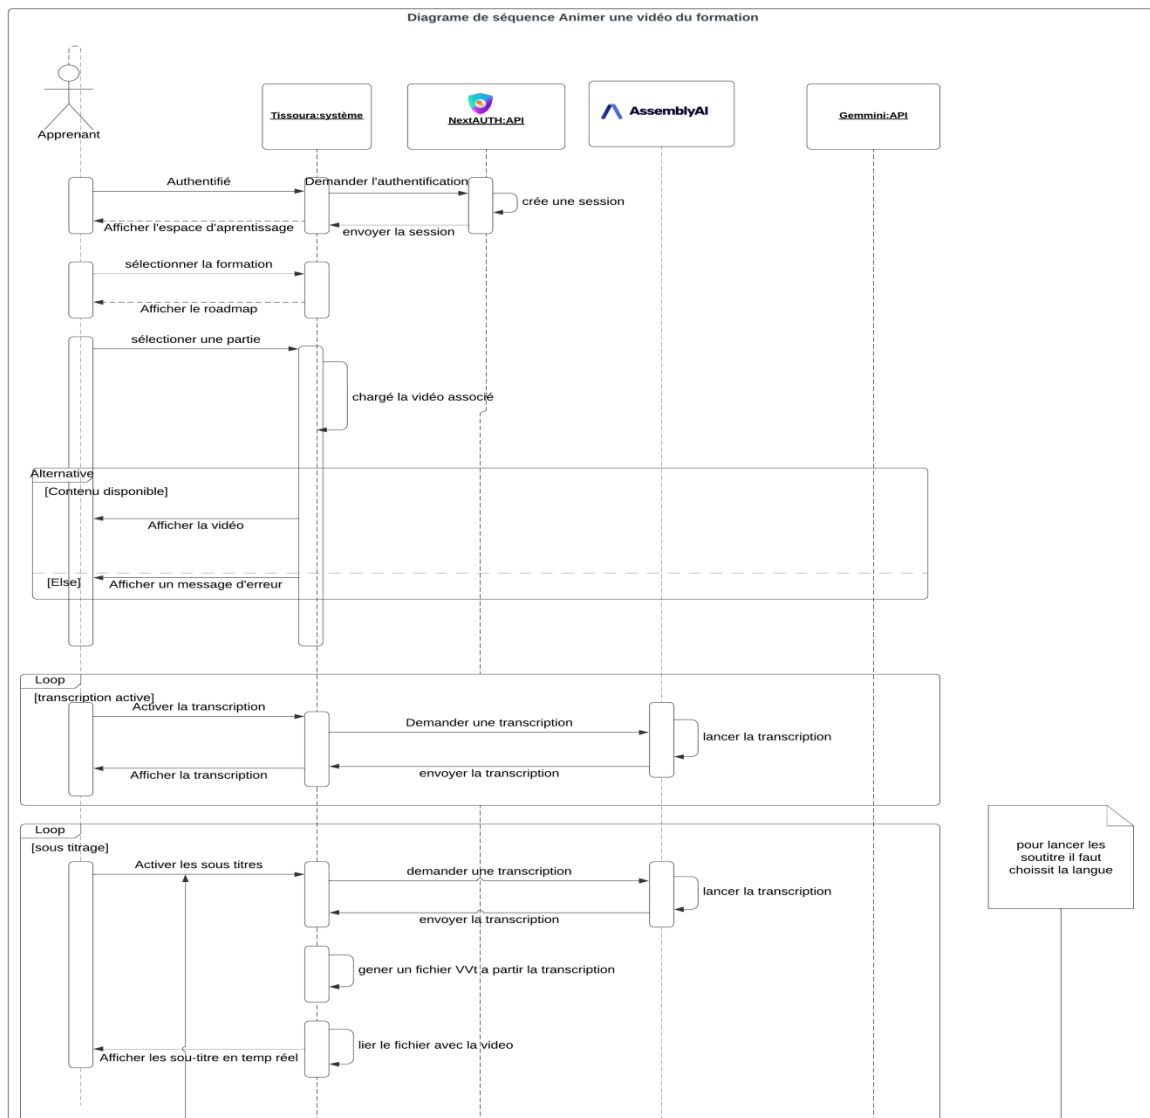 Diagrame de séquence Animer une vidéo du formation
Apprenant
Tissoura:système
NextAUTH:API
AssemblyAI
Gemmini:API
Authentifié
Demander l'authentification
crée une session
Afficher l'espace d'aprentissage
envoyer la session
sélectionner la formation
Afficher le roadmap
sélectioner une partie
chargé la vidéo associé
Alternative
[Contenu disponible]
Afficher la vidéo
[Else]
Afficher un message d'erreur
Loop
[transcription active]
Activer la transcription
Demander une transcription
lancer la transcription
Afficher la transcription
envoyer la transcription
Loop
[sous titrage]
Activer les sous titres
demander une transcription
lancer la transcription
envoyer la transcription
pour lancer les
soutitre il faut
choissit la langue
gener un fichier VVt a partir la transcription
lier le fichier avec la video
Afficher les sou-titre en temp réel